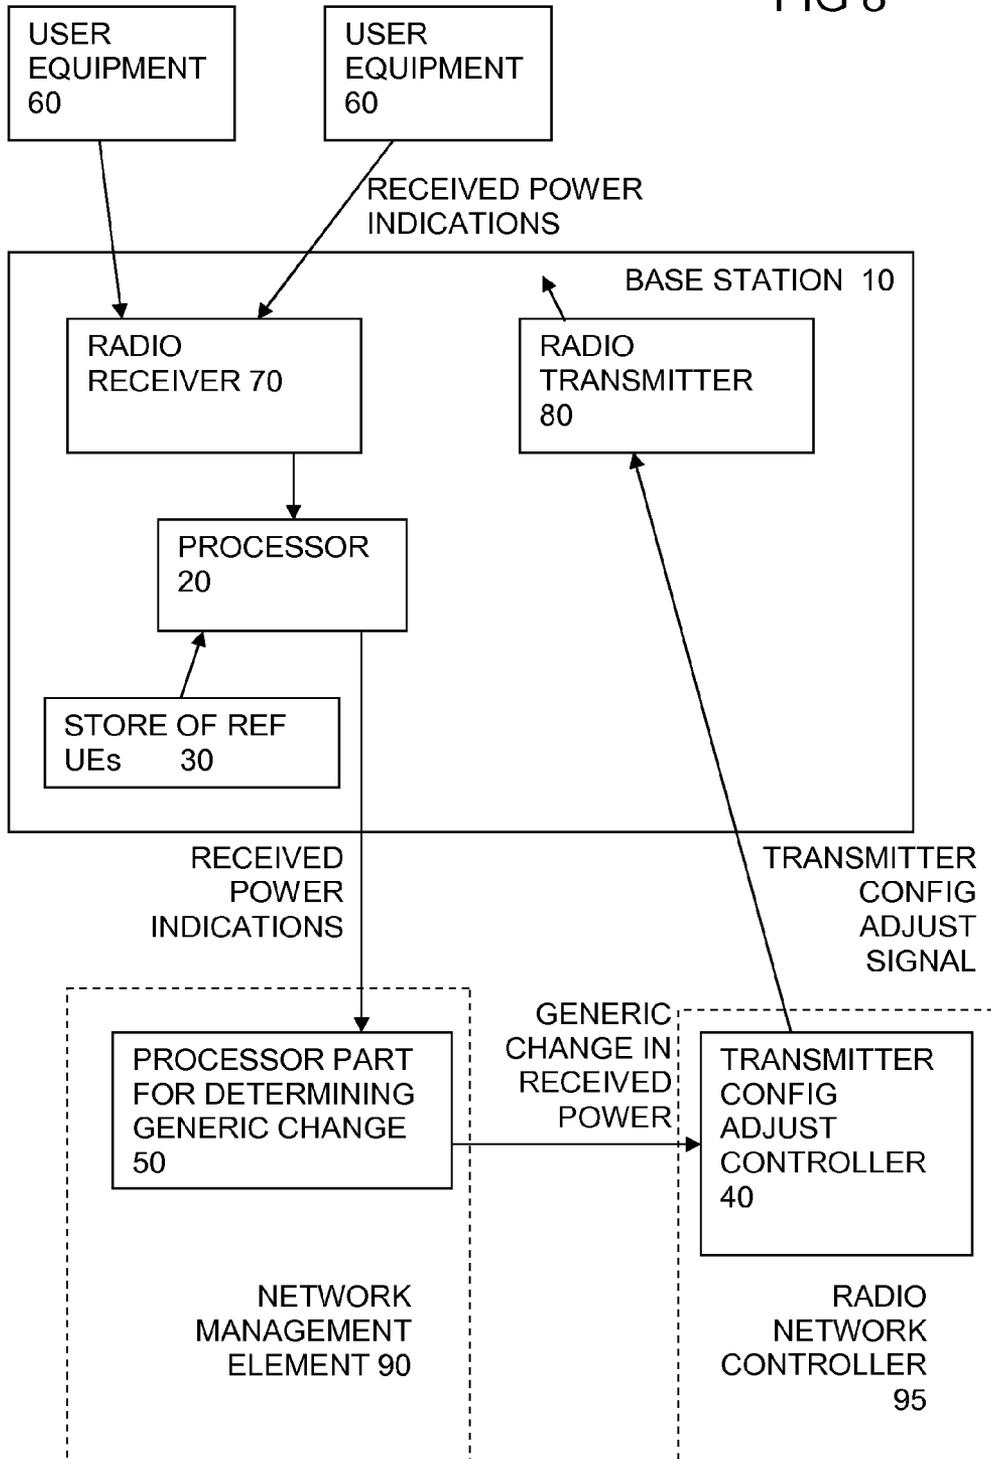 FIG 8
USER
EQUIPMENT
60
USER
EQUIPMENT
60
RECEIVED POWER
INDICATIONS
BASE STATION 10
RADIO
RECEIVER 70
RADIO
TRANSMITTER
80
PROCESSOR
20
STORE OF REF
UEs 30
RECEIVED
POWER
INDICATIONS
TRANSMITTER
CONFIG
ADJUST
SIGNAL
GENERIC
CHANGE IN
RECEIVED
POWER
PROCESSOR PART
FOR DETERMINING
GENERIC CHANGE
50
TRANSMITTER
CONFIG
ADJUST
CONTROLLER
40
NETWORK
MANAGEMENT
ELEMENT 90
RADIO
NETWORK
CONTROLLER
95